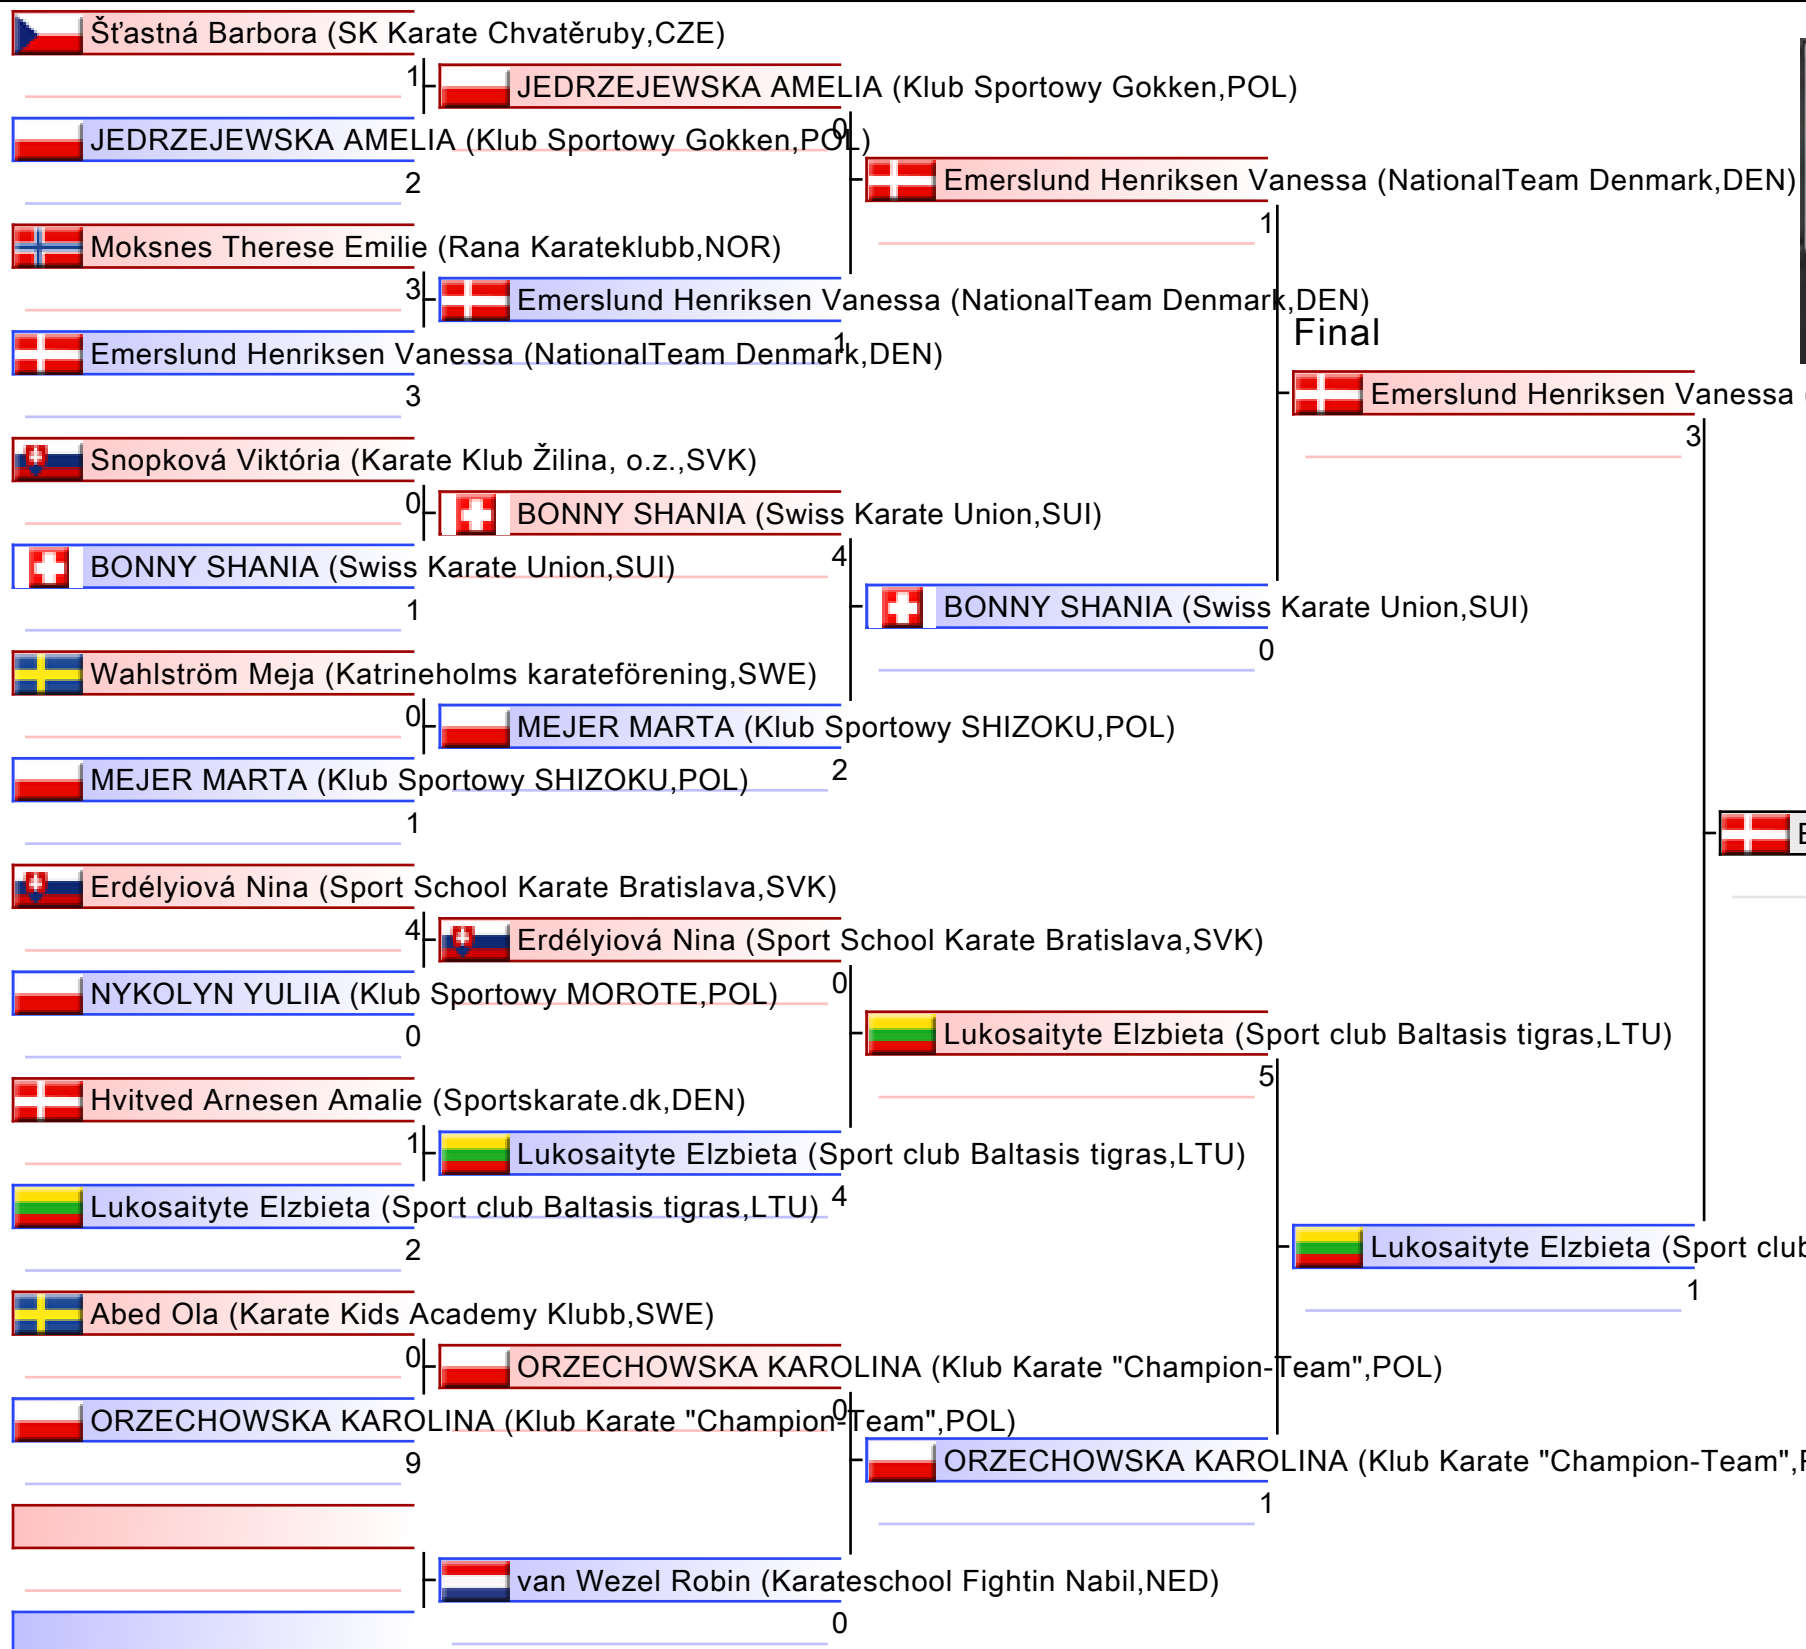 Šťastná Barbora (SK Karate Chvatěruby,CZE)
1
JEDRZEJEWSKA AMELIA (Klub Sportowy Gokken,POL)
0
JEDRZEJEWSKA AMELIA (Klub Sportowy Gokken,POL)
2
Emerslund Henriksen Vanessa (NationalTeam Denmark,DEN)
1
Moksnes Therese Emilie (Rana Karateklubb,NOR)
3
Emerslund Henriksen Vanessa (NationalTeam Denmark,DEN)
1
Final
Emerslund Henriksen Vanessa (NationalTeam Denmark,DEN)
3
Emerslund Henriksen Vanessa
3
Snopková Viktória (Karate Klub Žilina, o.z.,SVK)
0
BONNY SHANIA (Swiss Karate Union,SUI)
4
BONNY SHANIA (Swiss Karate Union,SUI)
1
BONNY SHANIA (Swiss Karate Union,SUI)
0
Wahlström Meja (Katrineholms karateförening,SWE)
0
MEJER MARTA (Klub Sportowy SHIZOKU,POL)
2
MEJER MARTA (Klub Sportowy SHIZOKU,POL)
1
E
Erdélyiová Nina (Sport School Karate Bratislava,SVK)
4
Erdélyiová Nina (Sport School Karate Bratislava,SVK)
0
NYKOLYN YULIIA (Klub Sportowy MOROTE,POL)
0
Lukosaityte Elzbieta (Sport club Baltasis tigras,LTU)
5
Hvitved Arnesen Amalie (Sportskarate.dk,DEN)
1
Lukosaityte Elzbieta (Sport club Baltasis tigras,LTU)
4
Lukosaityte Elzbieta (Sport club Baltasis tigras,LTU)
2
Lukosaityte Elzbieta (Sport club
1
Abed Ola (Karate Kids Academy Klubb,SWE)
0
ORZECHOWSKA KAROLINA (Klub Karate "Champion-Team",POL)
0
ORZECHOWSKA KAROLINA (Klub Karate "Champion-Team",POL)
9
ORZECHOWSKA KAROLINA (Klub Karate "Champion-Team",P
1
van Wezel Robin (Karateschool Fightin Nabil,NED)
0